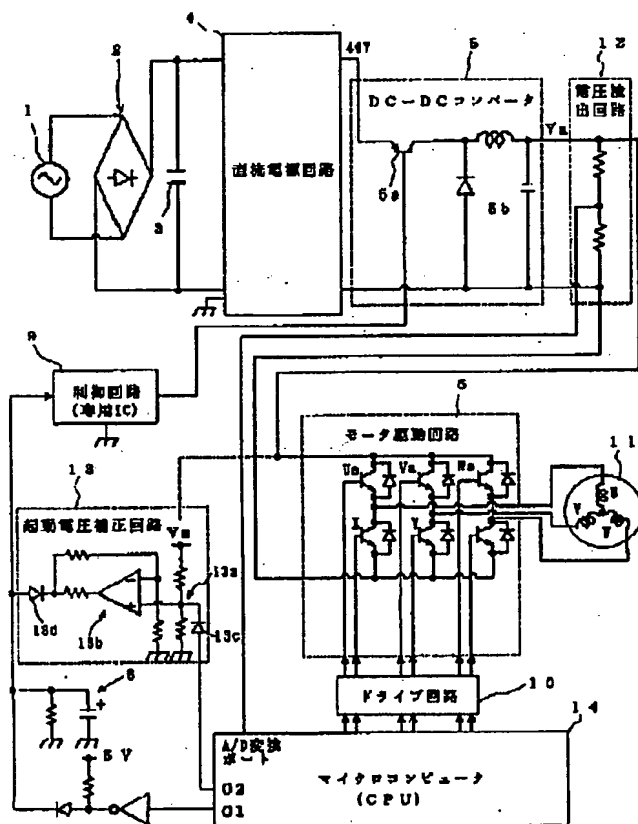 4
447
5
12
2
DC－DCコンバータ
電圧検
出回路
1
Vm
直流電源回路
5a
5b
3
9
制御回路
(専用IC)
6
モータ駆動回路
11
13
Us
Vs
Ws
起動電圧補正回路
Vm
X
Y
13a
13d
13b
13c
8
+
ドライブ回路
10
14
5V
A/D変換
ポート
マイクロコンピュータ
(CPU)
O2
O1